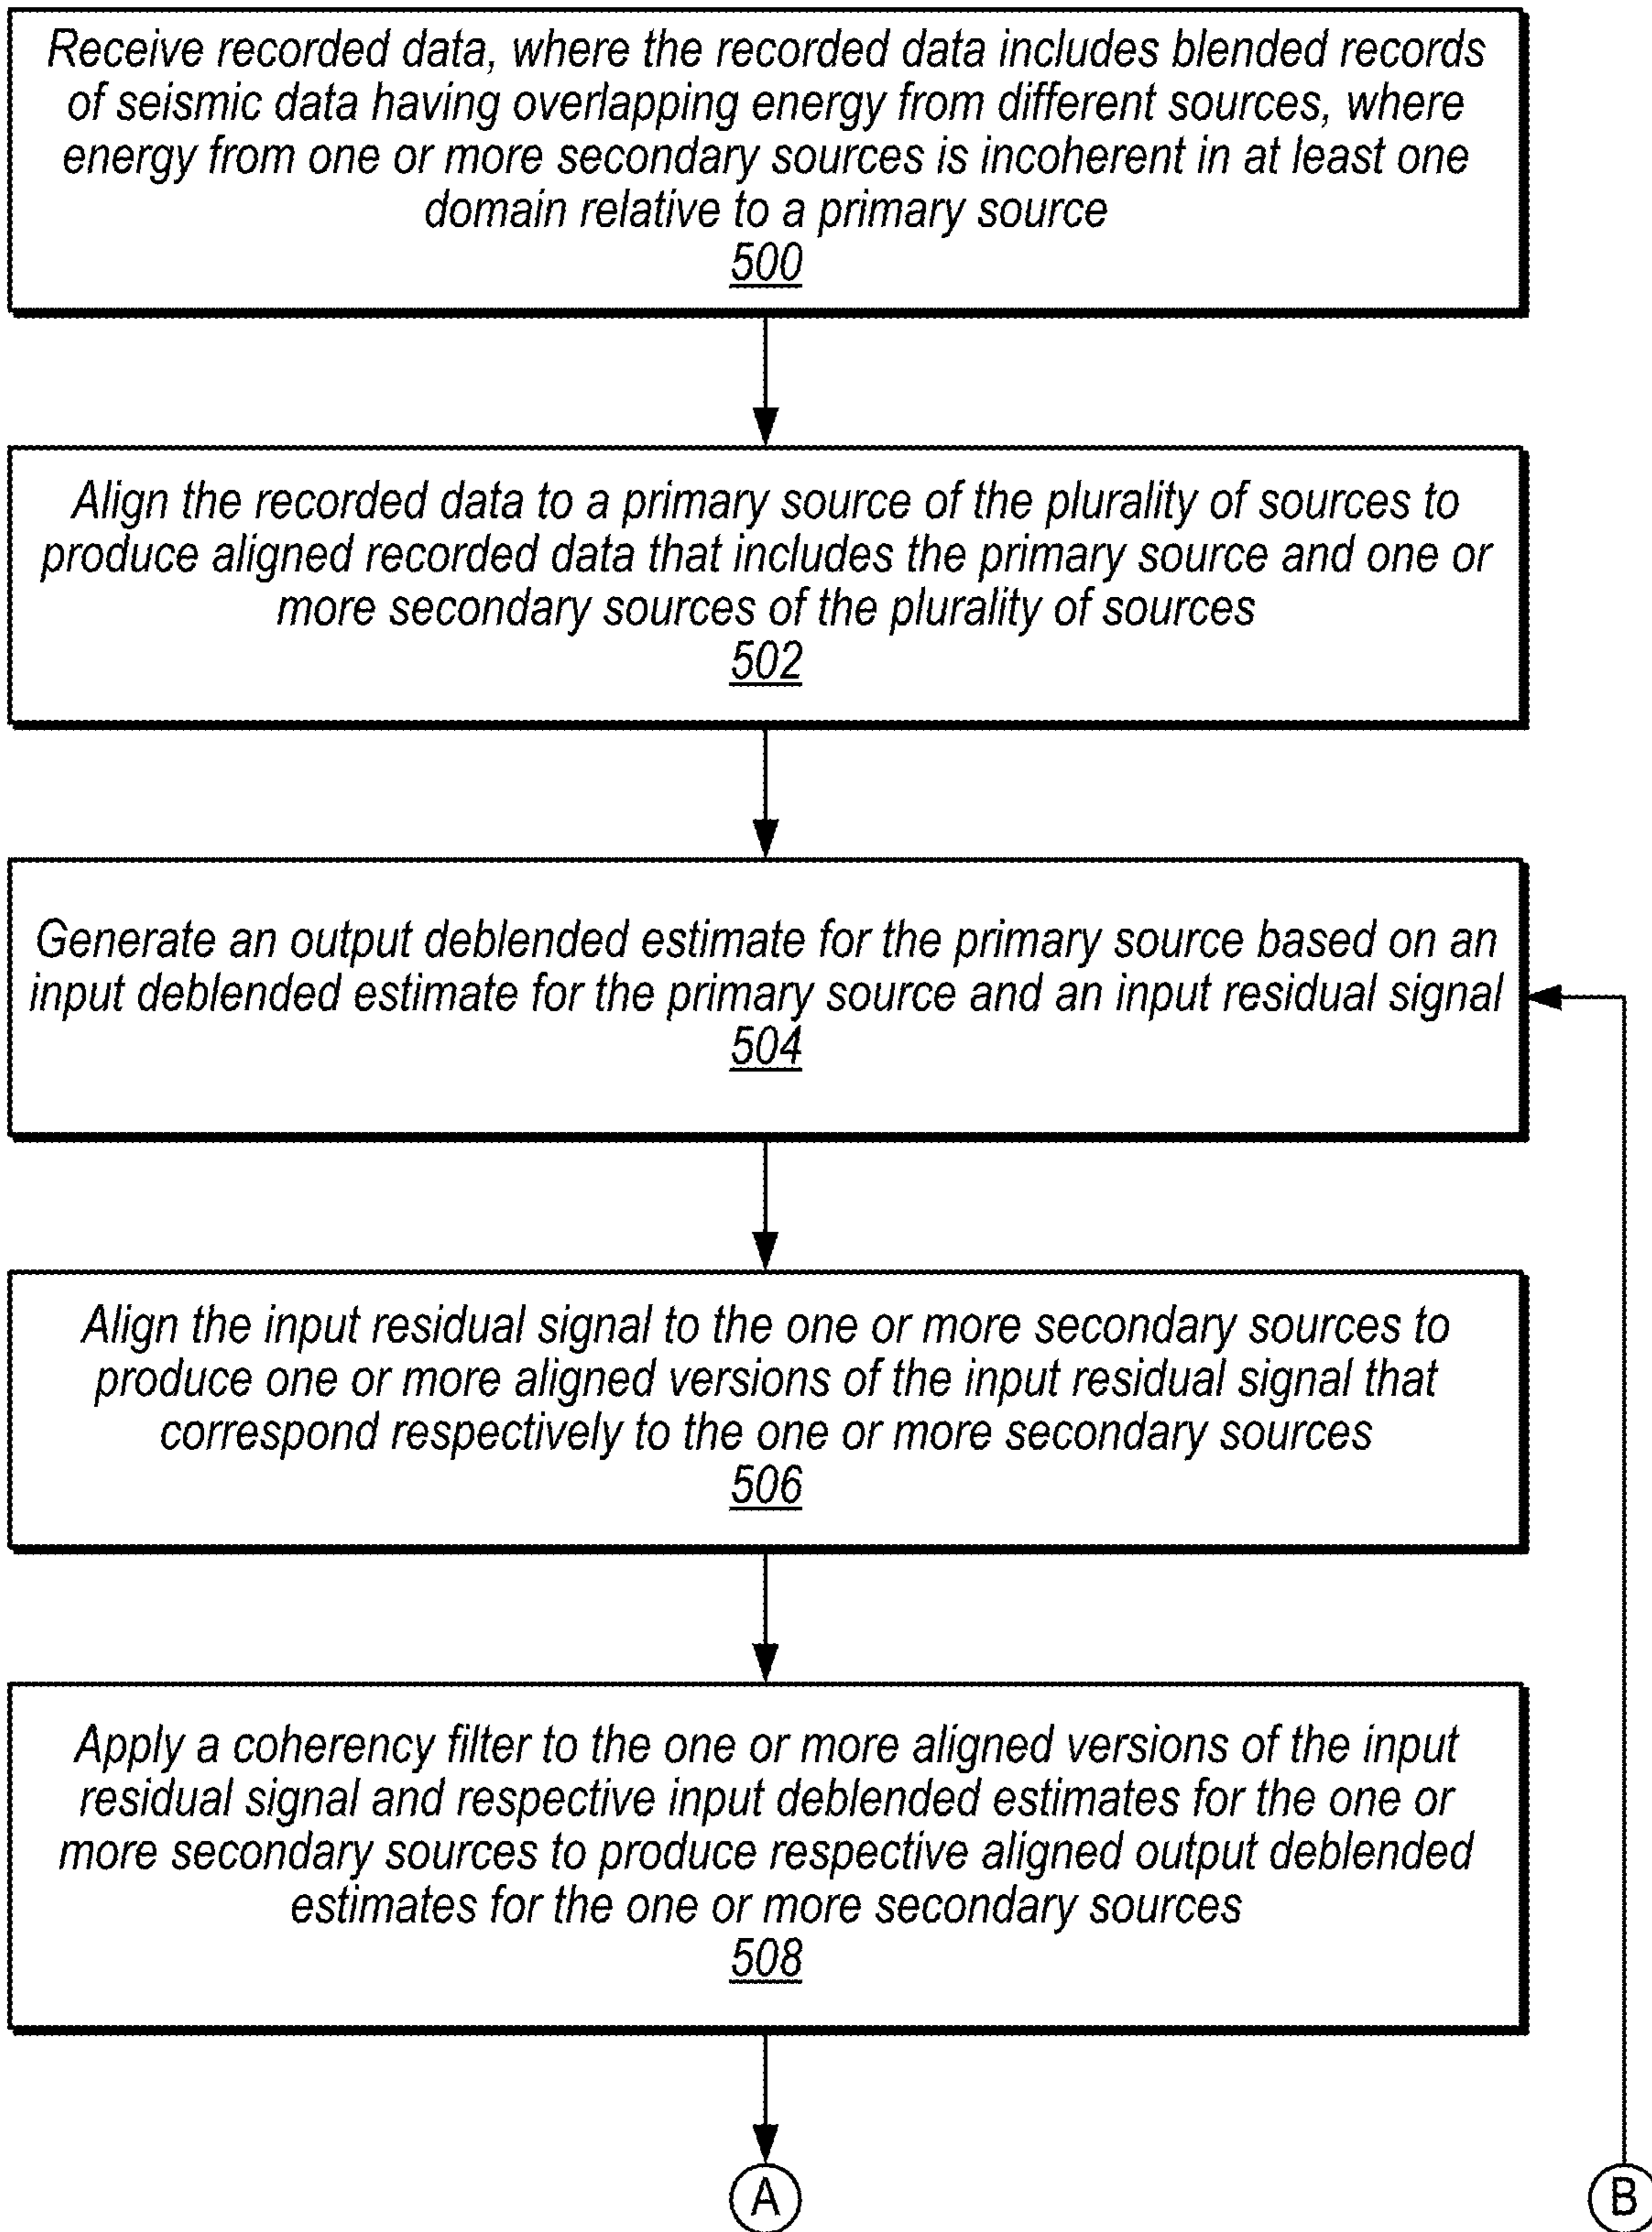 Receive recorded data, where the recorded data includes blended records
of seismic data having overlapping energy from different sources, where
energy from one or more secondary sources is incoherent in at least one
domain relative to a primary source
500
Align the recorded data to a primary source of the plurality of sources to
produce aligned recorded data that includes the primary source and one or
more secondary sources of the plurality of sources
502
Generate an output deblended estimate for the primary source based on an
input deblended estimate for the primary source and an input residual signal
504
Align the input residual signal to the one or more secondary sources to
produce one or more aligned versions of the input residual signal that
correspond respectively to the one or more secondary sources
506
Apply a coherency filter to the one or more aligned versions of the input
residual signal and respective input deblended estimates for the one or
more secondary sources to produce respective aligned output deblended
estimates for the one or more secondary sources
508
A
B